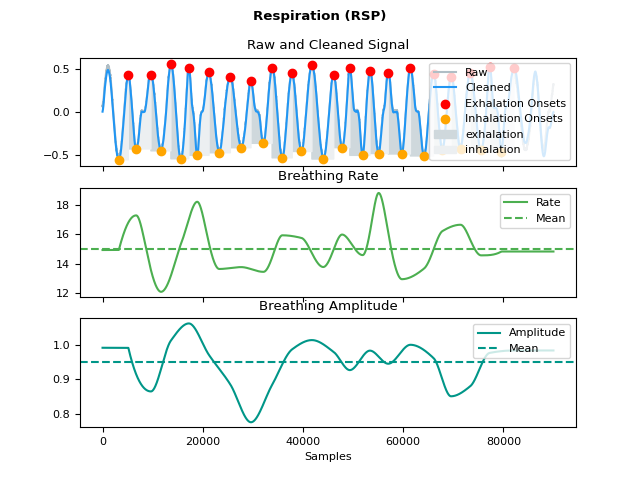 Respiration (RSP)
Raw and Cleaned Signal
0.5
0.0
−0.5
Raw
Cleaned
Exhalation Onsets
Inhalation Onsets
exhalation
inhalation
Breathing Rate
18
16
14
12
Rate
Mean
Breathing Amplitude
1.0
0.9
0.8
Amplitude
Mean
0 20000 40000 60000 80000
Samples